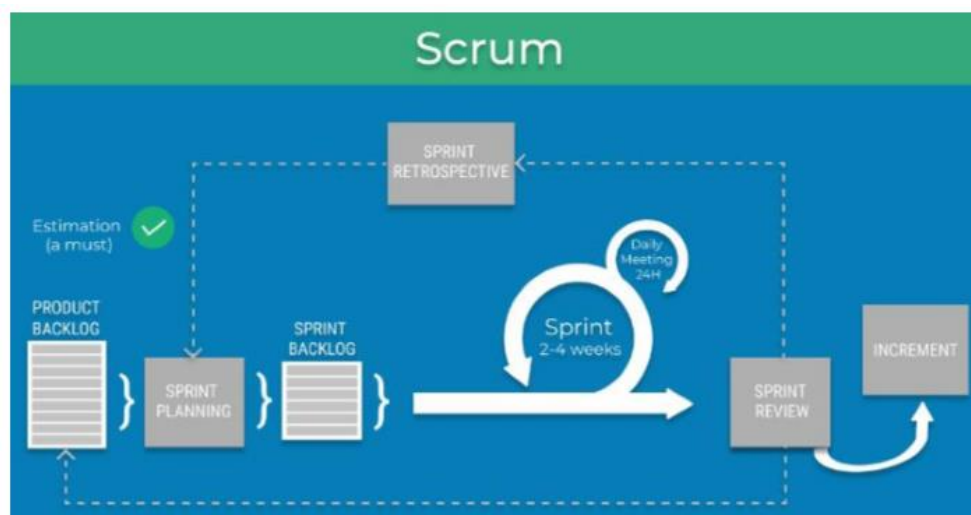 Scrum
SPRINT
RETROSPECTIVE
Estimation
(a must)
Daily
Meeting
24H
PRODUCT
BACKLOG
SPRINT
BACKLOG
Sprint
2-4 weeks
INCREMENT
SPRINT
PLANNING
SPRINT
REVIEW